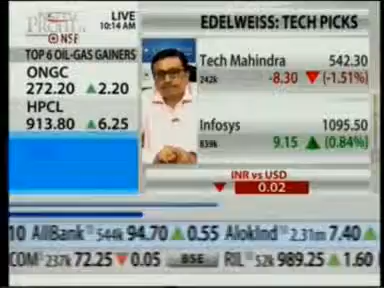 LIVE
10:14 AM
NSE
EDELWEISS: TECH PICKS
TOP 6 OIL-GAS GAINERS
ONGC
272.20 ▲ 2.20
HPCL
913.80 ▲ 6.25
Tech Mahindra 542.30
242k -8.30 ▼ (-1.51%)
Infosys 1095.50
859k 9.15 ▲ (0.84%)
INR vs USD
▼ 0.02
10 AllBank 544k 94.70 ▲ 0.55 AlokInd 2.31m 7.40 ▲
COM 237k 72.25 ▼ 0.05 BSE RIL 52k 989.25 ▲ 1.60